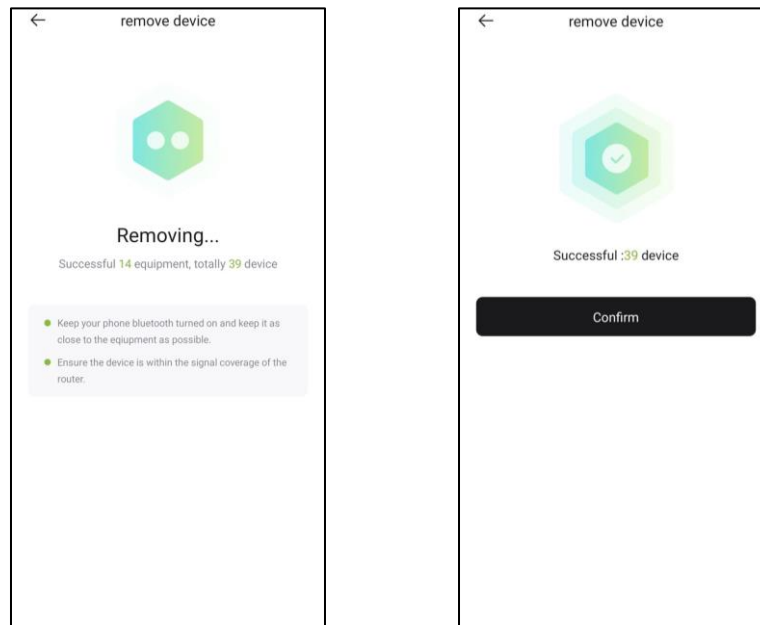 remove device
Removing...
Successful 14 equipment, totally 39 device
Keep your phone bluetooth turned on and keep it as
close to the eqiupment as possible.
Ensure the device is within the signal coverage of the
router.
remove device
Successful :39 device
Confirm